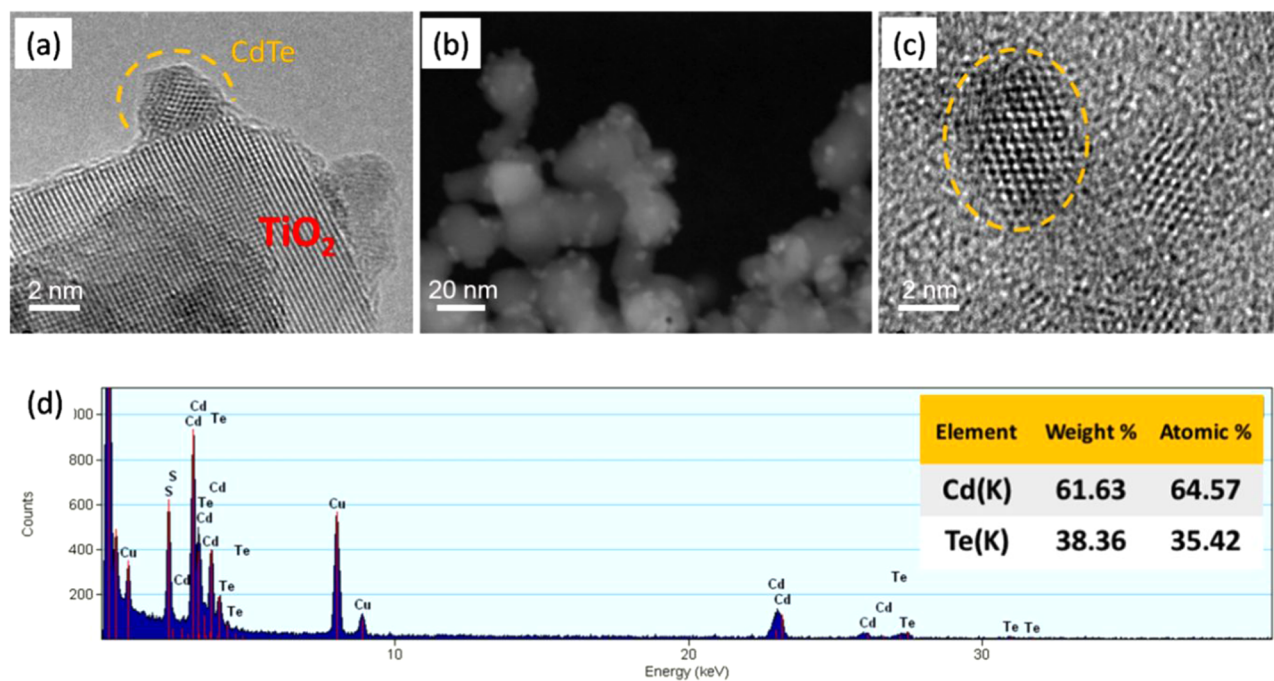 (a)
CdTe
TiO₂
2 nm
(b)
20 nm
(c)
2 nm
(d)
800
600
400
200
Counts
Cu
S
S
Cd
Cd
Cd
Te
Cd
Te
Cd
Cd
Te
Te
Te
Cu
Cu
Cd
Cd
Te
Cd
Cd
Te
Te Te
10 20 30
Energy (keV)
Element Weight % Atomic %
Cd(K) 61.63 64.57
Te(K) 38.36 35.42